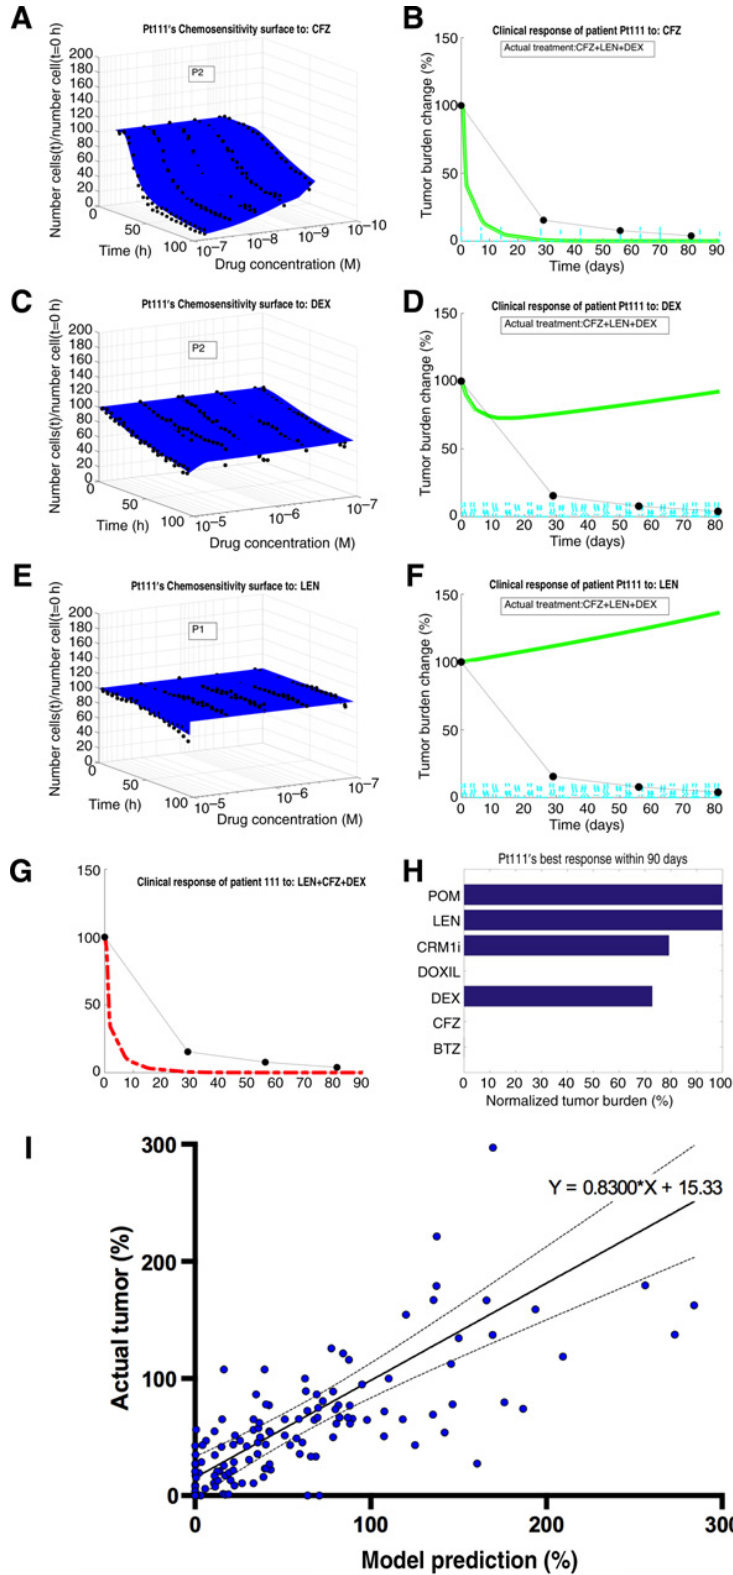 A
Pt111's Chemosensitivity surface to: CFZ
P2
Number cells(t)/number cell(t=0 h)
200
180
160
140
120
100
80
60
40
20
0
0
50
100
Time (h)
10−7
10−8
10−9
10−10
Drug concentration (M)
B
Clinical response of patient Pt111 to: CFZ
Actual treatment:CFZ+LEN+DEX
Tumor burden change (%)
150
100
50
0
0 10 20 30 40 50 60 70 80 90
Time (days)
C
Pt111's Chemosensitivity surface to: DEX
P2
Number cells(t)/number cell(t=0 h)
200
180
160
140
120
100
80
60
40
20
0
0
50
100
Time (h)
10−5
10−6
10−7
Drug concentration (M)
D
Clinical response of patient Pt111 to: DEX
Actual treatment:CFZ+LEN+DEX
Tumor burden change (%)
150
100
50
0
0 10 20 30 40 50 60 70 80
Time (days)
E
Pt111's Chemosensitivity surface to: LEN
P1
Number cells(t)/number cell(t=0 h)
200
180
160
140
120
100
80
60
40
20
0
0
50
100
Time (h)
10−5
10−6
10−7
Drug concentration (M)
F
Clinical response of patient Pt111 to: LEN
Actual treatment:CFZ+LEN+DEX
Tumor burden change (%)
150
100
50
0
0 10 20 30 40 50 60 70 80
Time (days)
G
Clinical response of patient 111 to: LEN+CFZ+DEX
150
100
50
0
0 10 20 30 40 50 60 70 80 90
H
Pt111's best response within 90 days
POM
LEN
CRM1i
DOXIL
DEX
CFZ
BTZ
0 10 20 30 40 50 60 70 80 90 100
Normalized tumor burden (%)
I
Y = 0.8300*X + 15.33
Actual tumor (%)
300
200
100
0
0 100 200 300
Model prediction (%)